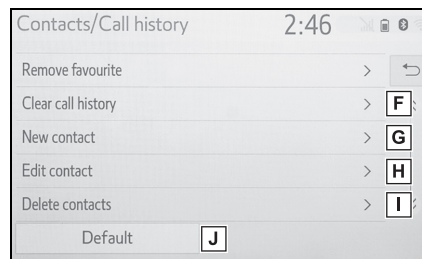 Contacts/Call history 2:46
Remove favourite
Clear call history F
New contact G
Edit contact H
Delete contacts I
Default J